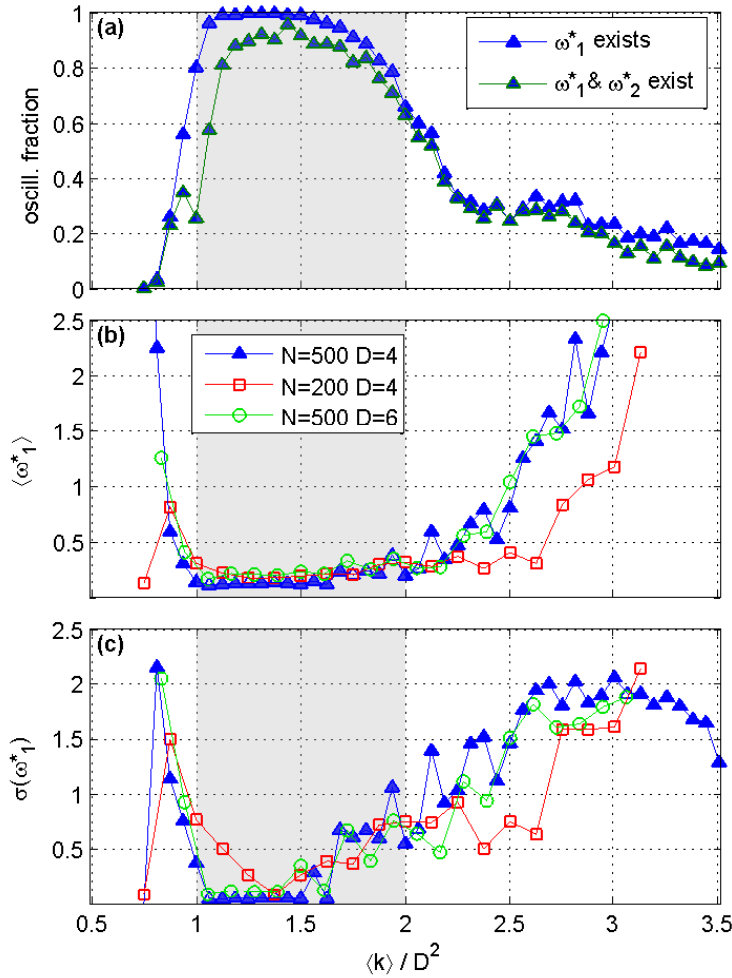 (a)
1
0.8
0.6
0.4
0.2
0
oscill. fraction
ω*1 exists
ω*1 & ω*2 exist
(b)
2.5
2
1.5
1
0.5
⟨ω*1⟩
N=500 D=4
N=200 D=4
N=500 D=6
(c)
2.5
2
1.5
1
0.5
σ(ω*1)
0.5 1 1.5 2 2.5 3 3.5
⟨k⟩ / D²